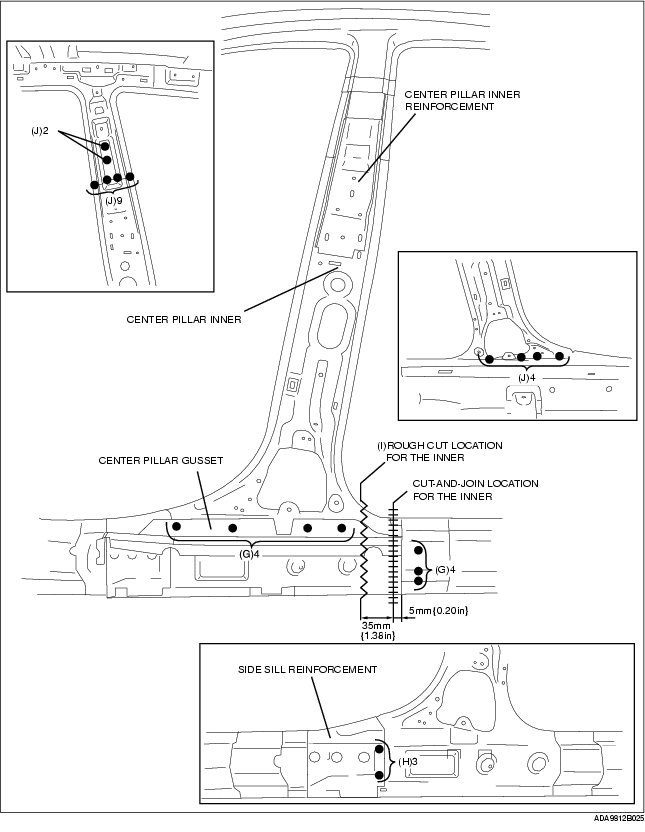 CENTER PILLAR INNER
REINFORCEMENT
(J)2
(J)9
CENTER PILLAR INNER
(J)4
(I)ROUGH CUT LOCATION
FOR THE INNER
CENTER PILLAR GUSSET
CUT-AND-JOIN LOCATION
FOR THE INNER
(G)4
(G)4
5mm{0.20in}
35mm
{1.38in}
SIDE SILL REINFORCEMENT
(H)3
ADA9812B025